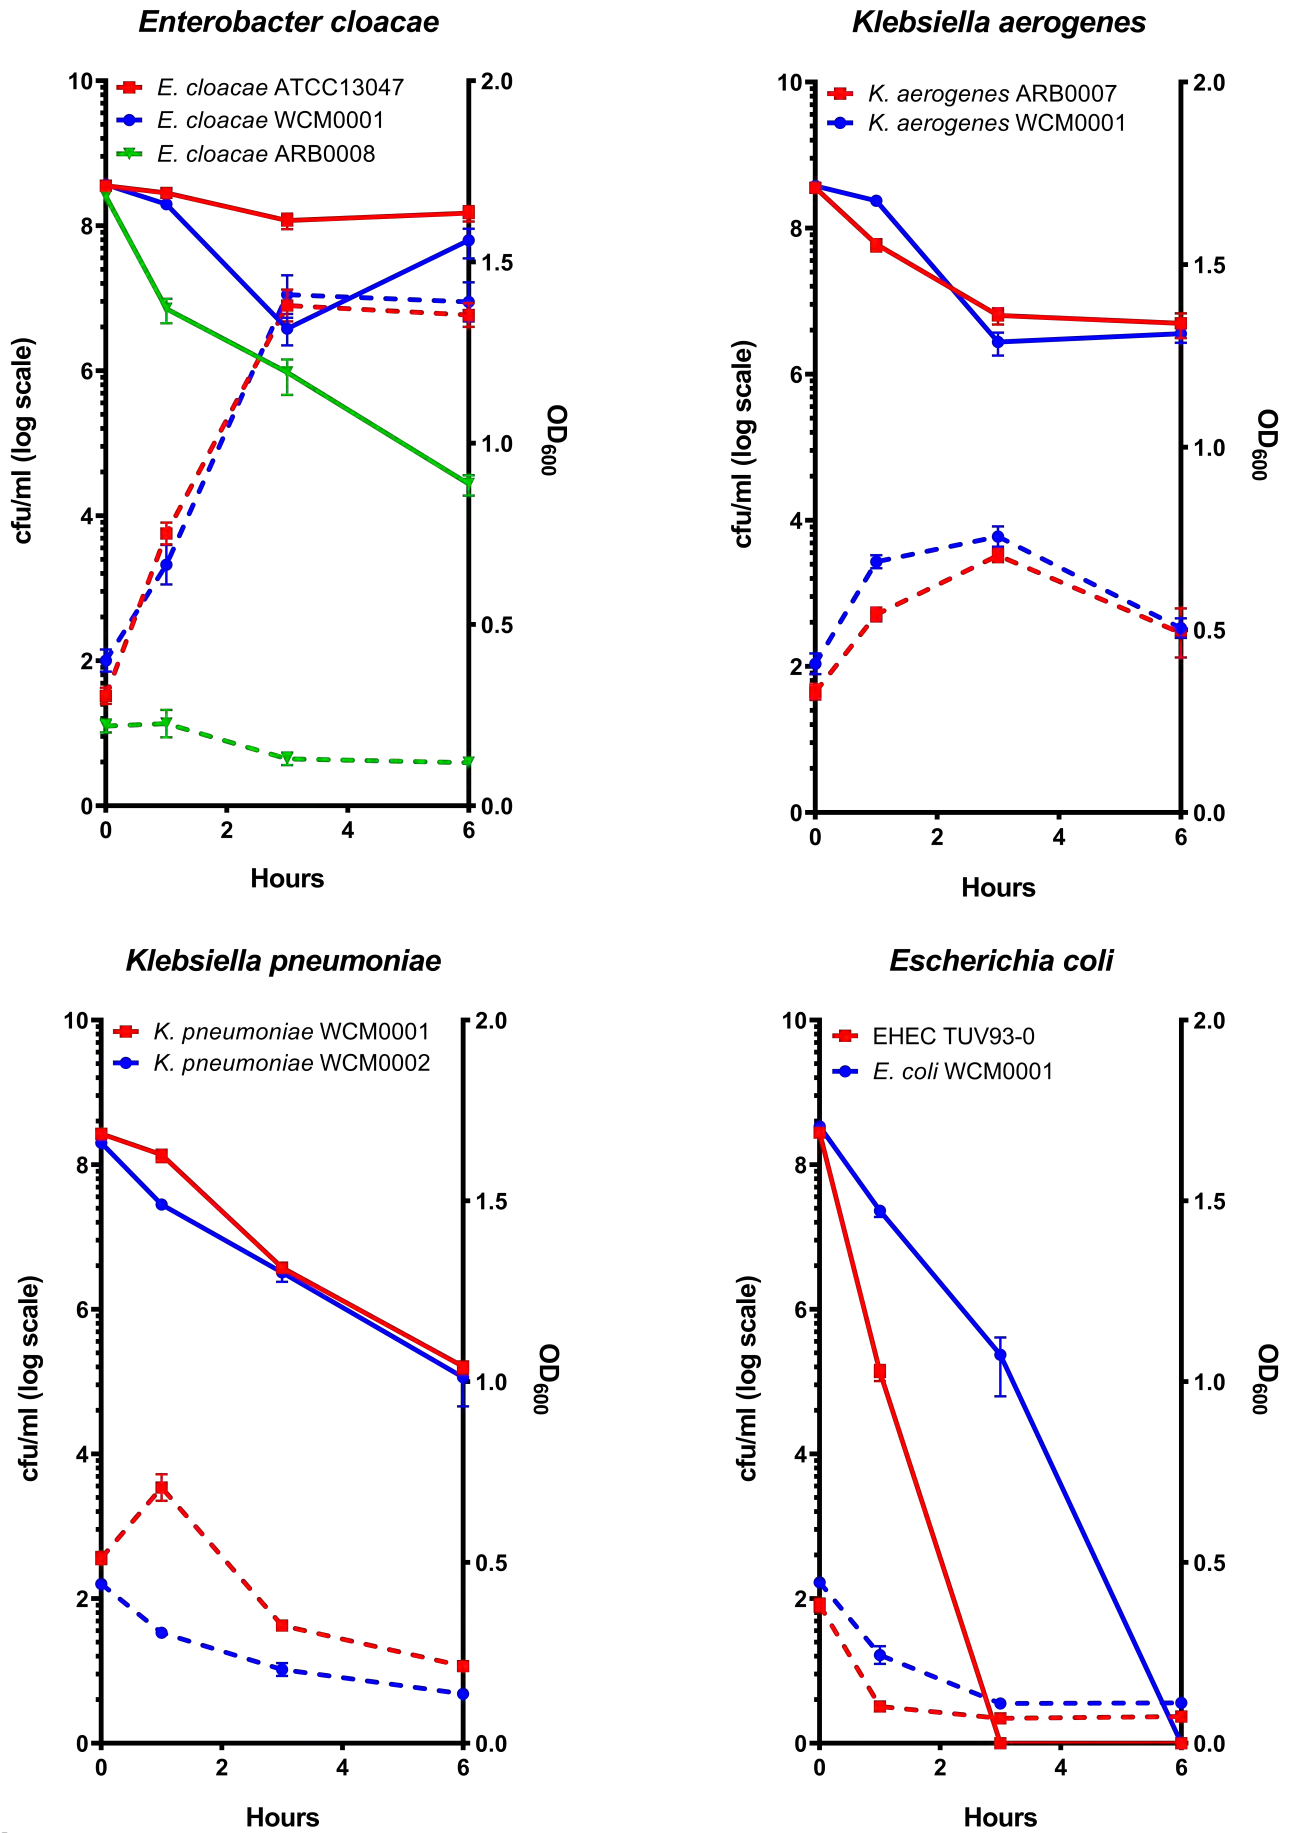 Enterobacter cloacae
E. cloacae ATCC13047
E. cloacae WCM0001
E. cloacae ARB0008
10
8
6
4
2
0
2.0
1.5
1.0
0.5
0.0
0 2 4 6
cfu/ml (log scale)
OD600
Hours
Klebsiella aerogenes
K. aerogenes ARB0007
K. aerogenes WCM0001
10
8
6
4
2
0
2.0
1.5
1.0
0.5
0.0
0 2 4 6
cfu/ml (log scale)
OD600
Hours
Klebsiella pneumoniae
K. pneumoniae WCM0001
K. pneumoniae WCM0002
10
8
6
4
2
0
2.0
1.5
1.0
0.5
0.0
0 2 4 6
cfu/ml (log scale)
OD600
Hours
Escherichia coli
EHEC TUV93-0
E. coli WCM0001
10
8
6
4
2
0
2.0
1.5
1.0
0.5
0.0
0 2 4 6
cfu/ml (log scale)
OD600
Hours